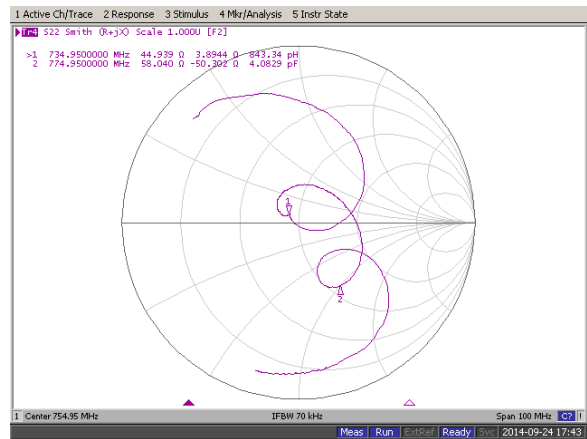 1 Active Ch/Trace 2 Response 3 Stimulus 4 Mkr/Analysis 5 Instr State
Tr4 S22 Smith (R+jX) Scale 1.000U [F2]
>1 734.9500000 MHz 44.939 Ω 3.8944 Ω 843.34 pH
2 774.9500000 MHz 58.040 Ω -50.302 Ω 4.0829 pF
1
2
1 Center 754.95 MHz IFBW 70 kHz Span 100 MHz C? !
Meas Run ExtRef Ready Svc 2014-09-24 17:43